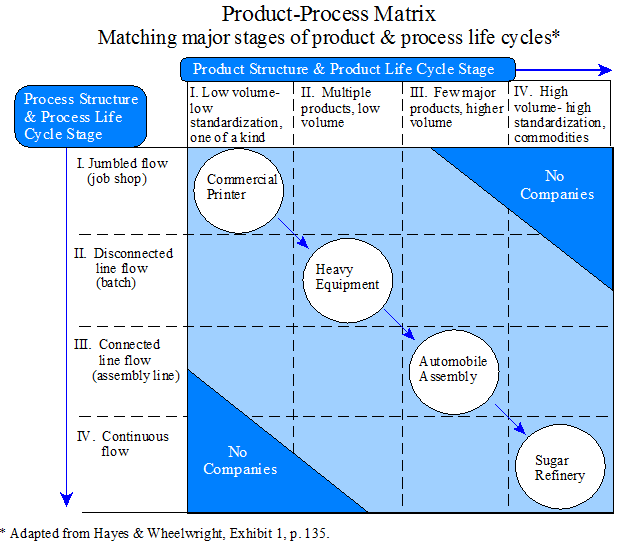 Product-Process Matrix
Matching major stages of product & process life cycles*
Product Structure & Product Life Cycle Stage
Process Structure
& Process Life
Cycle Stage
I. Low volume-
low
standardization,
one of a kind
II. Multiple
products, low
volume
III. Few major
products, higher
volume
IV. High
volume- high
standardization,
commodities
I. Jumbled flow
(job shop)
Commercial
Printer
No
Companies
II. Disconnected
line flow
(batch)
Heavy
Equipment
III. Connected
line flow
(assembly line)
Automobile
Assembly
IV. Continuous
flow
No
Companies
Sugar
Refinery
* Adapted from Hayes & Wheelwright, Exhibit 1, p. 135.